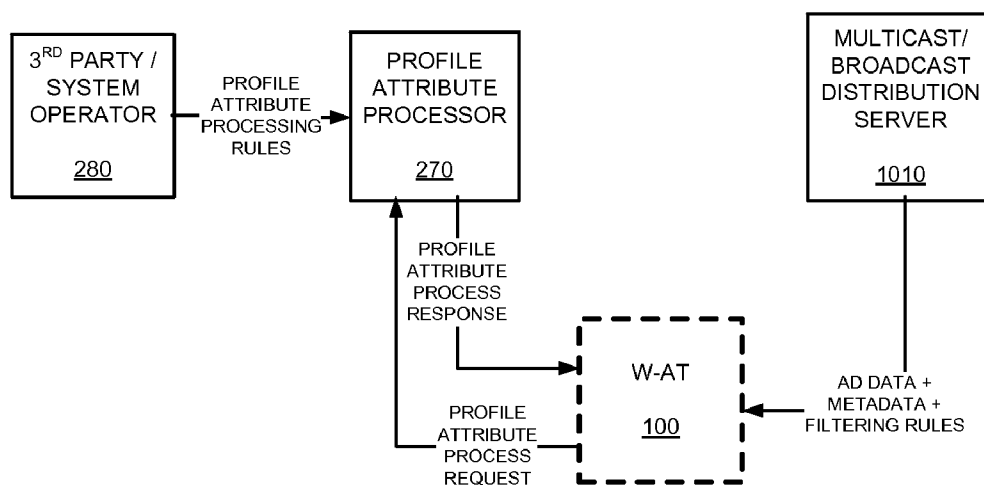 3RD PARTY /
SYSTEM
OPERATOR
280
PROFILE
ATTRIBUTE
PROCESSING
RULES
PROFILE
ATTRIBUTE
PROCESSOR
270
MULTICAST/
BROADCAST
DISTRIBUTION
SERVER
1010
PROFILE
ATTRIBUTE
PROCESS
RESPONSE
W-AT
100
AD DATA +
METADATA +
FILTERING RULES
PROFILE
ATTRIBUTE
PROCESS
REQUEST